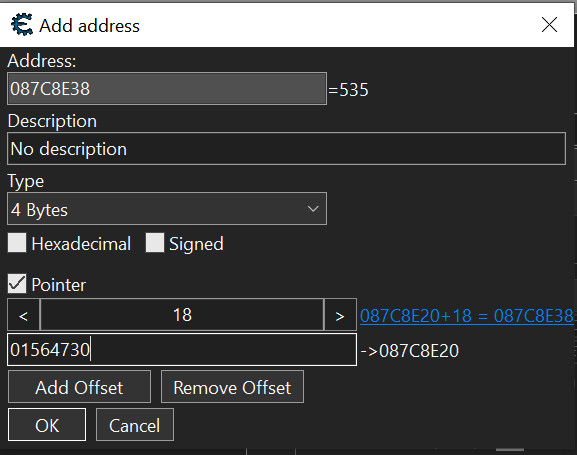 Add address
Address:
087C8E38 =535
Description
No description
Type
4 Bytes
Hexadecimal Signed
Pointer
< 18 > 087C8E20+18 = 087C8E38
01564730 ->087C8E20
Add Offset Remove Offset
OK Cancel